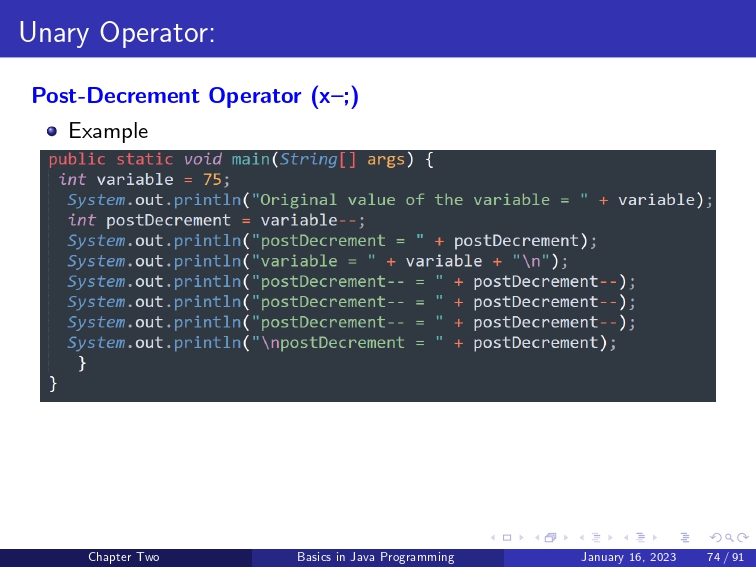 Unary Operator:
Post-Decrement Operator (x–;)
Example
public static void main(String[] args) {
int variable = 75;
System.out.println("Original value of the variable = " + variable);
int postDecrement = variable--;
System.out.println("postDecrement = " + postDecrement);
System.out.println("variable = " + variable + "\n");
System.out.println("postDecrement-- = " + postDecrement--);
System.out.println("postDecrement-- = " + postDecrement--);
System.out.println("postDecrement-- = " + postDecrement--);
System.out.println("\npostDecrement = " + postDecrement);
}
}
Chapter Two Basics in Java Programming January 16, 2023 74 / 91